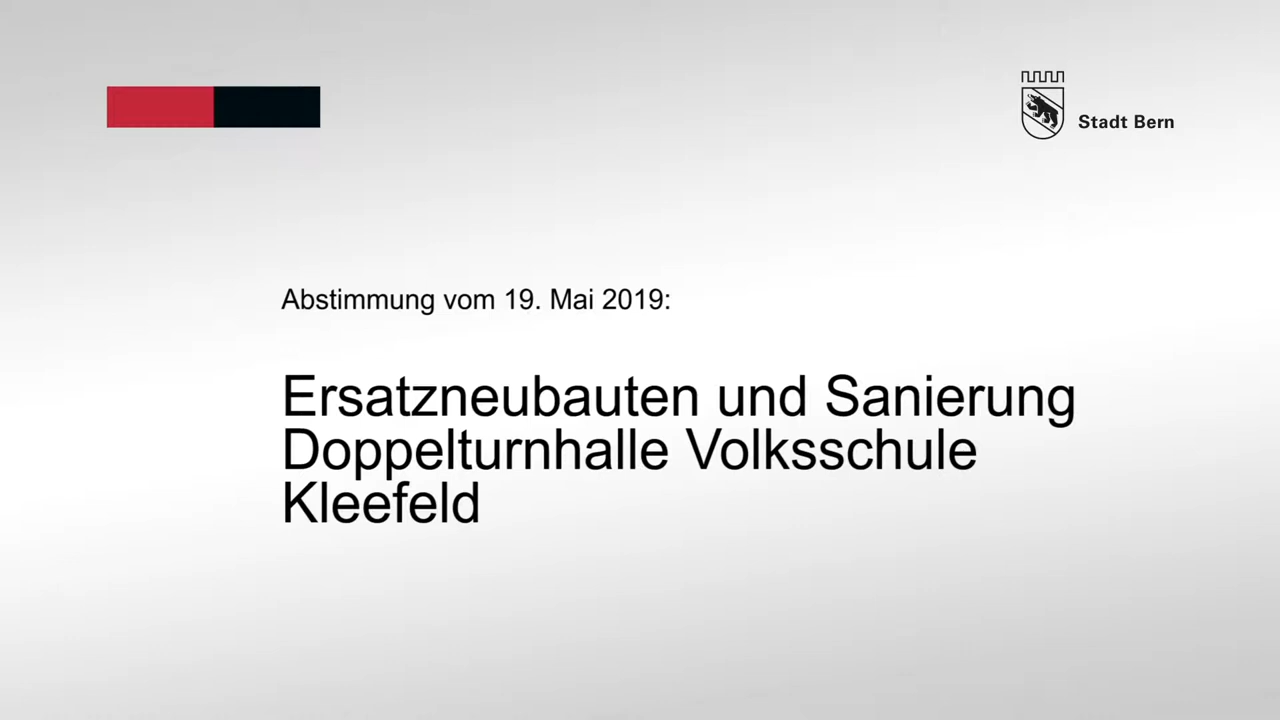 Stadt Bern
Abstimmung vom 19. Mai 2019:
Ersatzneubauten und Sanierung
Doppelturnhalle Volksschule
Kleefeld